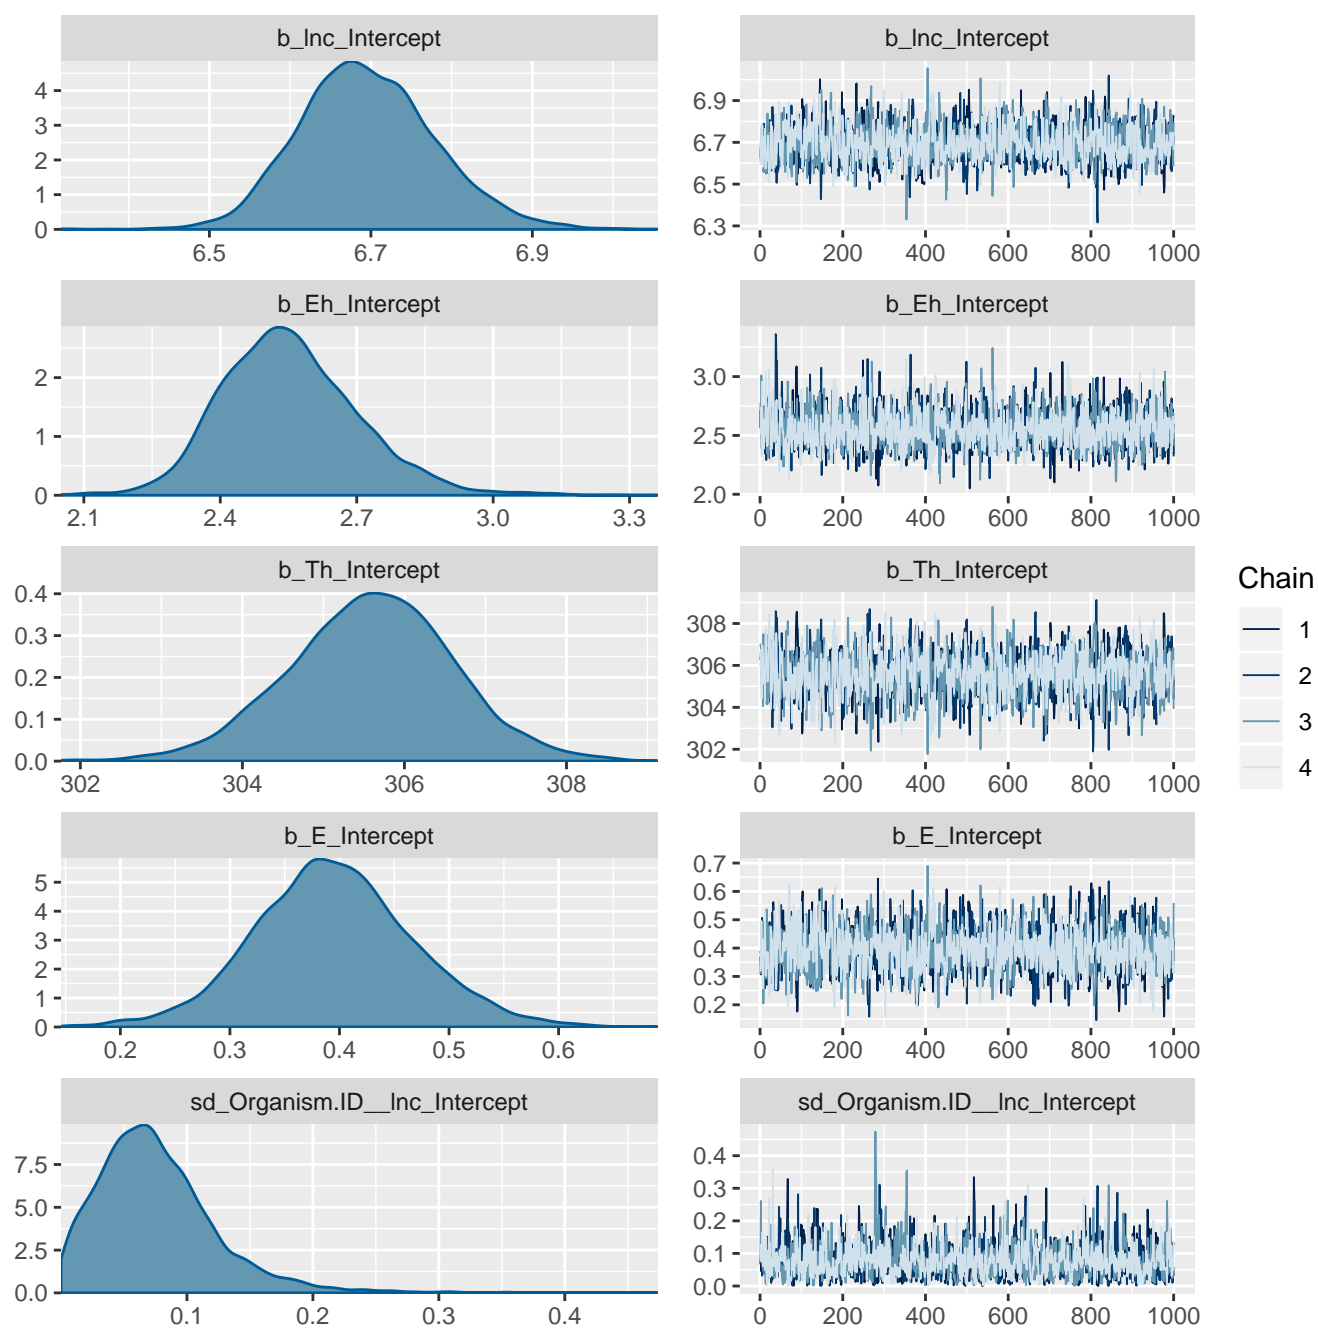 b_lnc_Intercept
b_lnc_Intercept
4
3
2
1
0
6.5 6.7 6.9
6.9
6.7
6.5
6.3
0 200 400 600 800 1000
b_Eh_Intercept
b_Eh_Intercept
2
1
0
2.1 2.4 2.7 3.0 3.3
3.0
2.5
2.0
0 200 400 600 800 1000
b_Th_Intercept
b_Th_Intercept
0.4
0.3
0.2
0.1
0.0
302 304 306 308
308
306
304
302
0 200 400 600 800 1000
Chain
1
2
3
4
b_E_Intercept
b_E_Intercept
5
4
3
2
1
0
0.2 0.3 0.4 0.5 0.6
0.7
0.6
0.5
0.4
0.3
0.2
0 200 400 600 800 1000
sd_Organism.ID__lnc_Intercept
sd_Organism.ID__lnc_Intercept
7.5
5.0
2.5
0.0
0.1 0.2 0.3 0.4
0.4
0.3
0.2
0.1
0.0
0 200 400 600 800 1000